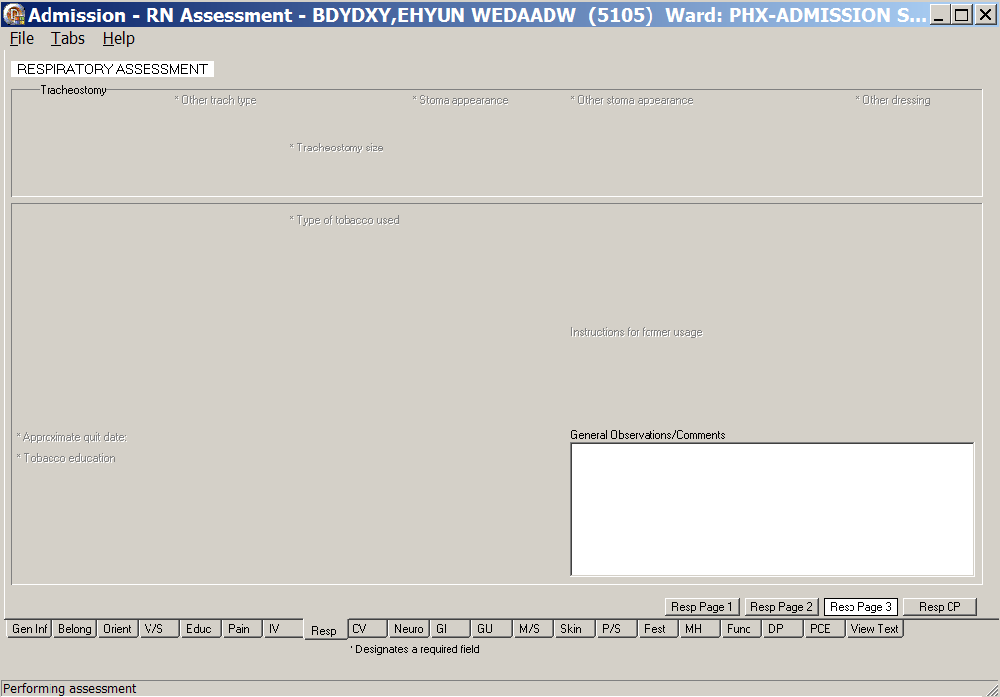 Admission - RN Assessment - BDYDXY,EHYUN WEDAADW (5105) Ward: PHX-ADMISSION S...
File Tabs Help
RESPIRATORY ASSESSMENT
Tracheostomy
* Other trach type * Stoma appearance * Other stoma appearance * Other dressing
* Tracheostomy size
* Type of tobacco used
Instructions for former usage
* Approximate quit date: General Observations/Comments
* Tobacco education
Resp Page 1 Resp Page 2 Resp Page 3 Resp CP
Gen Inf Belong Orient V/S Educ Pain IV Resp CV Neuro GI GU M/S Skin P/S Rest MH Func DP PCE View Text
* Designates a required field
Performing assessment